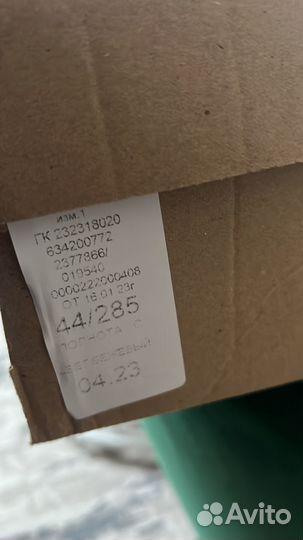 изм.1
ГК 232318020
634200772
2377866/
019540
0000222000408
ОТ 16 01 23г
44/285
ПОЛНОТА С
ЦВЕТ БЕЖЕВЫЙ
04.23
Avito